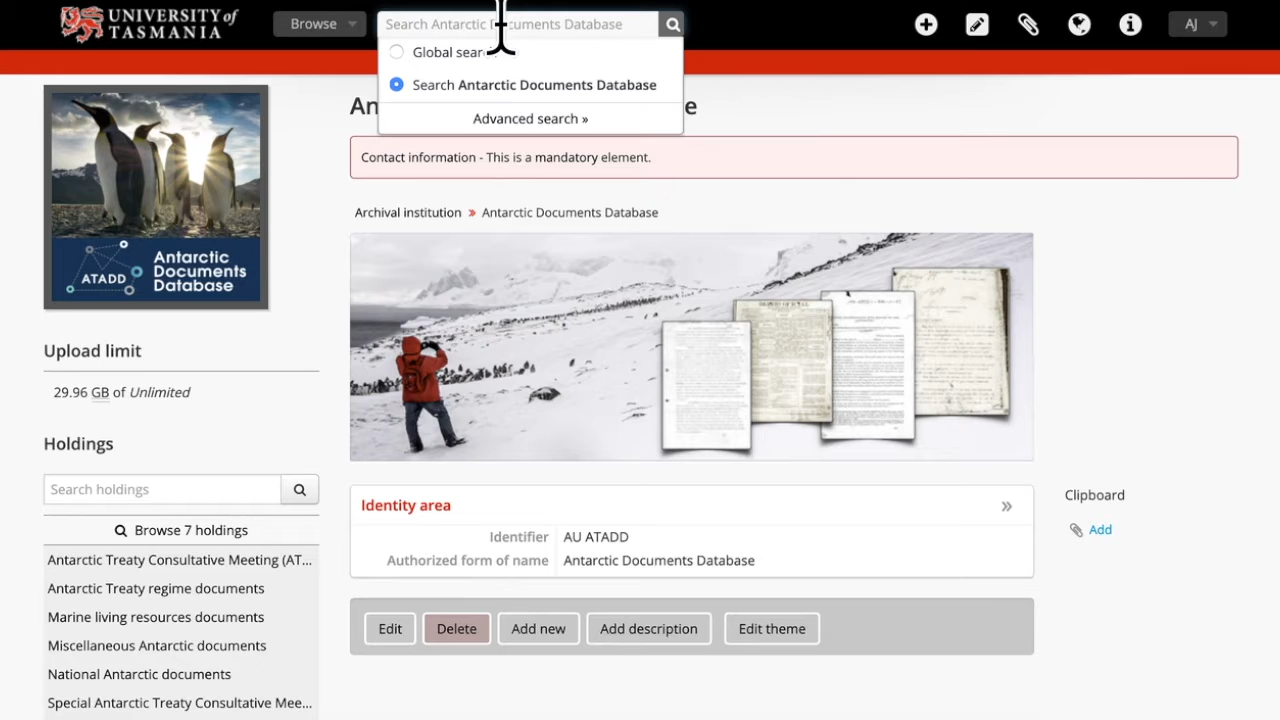 UNIVERSITY of
TASMANIA
Browse
Search Antarctic Documents Database
AJ
Global sear
Search Antarctic Documents Database
Advanced search »
Contact information - This is a mandatory element.
Archival institution » Antarctic Documents Database
ATADD
Antarctic
Documents
Database
Upload limit
29.96 GB of Unlimited
Holdings
Search holdings
Browse 7 holdings
Antarctic Treaty Consultative Meeting (AT...
Antarctic Treaty regime documents
Marine living resources documents
Miscellaneous Antarctic documents
National Antarctic documents
Special Antarctic Treaty Consultative Mee...
Identity area »
Identifier AU ATADD
Authorized form of name Antarctic Documents Database
Edit Delete Add new Add description Edit theme
Clipboard
Add